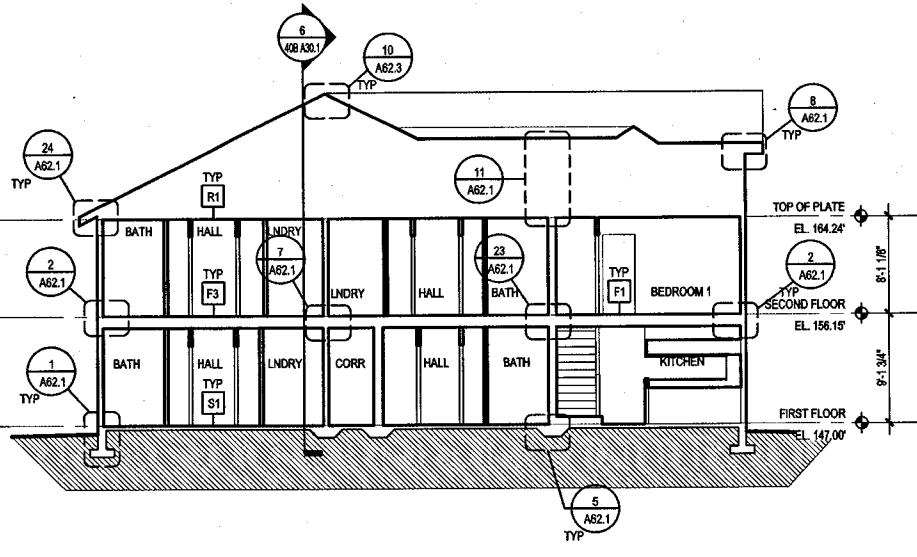 6
40B A30.1
10
A62.3
TYP
8
A62.1
TYP
24
A62.1
TYP
11
A62.1
TYP
R1
TOP OF PLATE
EL. 164.24'
BATH
HALL
LNDRY
7
A62.1
23
A62.1
2
A62.1
TYP
2
A62.1
TYP
TYP
F3
LNDRY
HALL
BATH
TYP
F1
BEDROOM 1
8'-1 1/8"
SECOND FLOOR
EL. 156.15'
1
A62.1
TYP
BATH
HALL
LNDRY
CORR
HALL
BATH
KITCHEN
9'-1 3/4"
TYP
S1
FIRST FLOOR
EL. 147.00'
5
A62.1
TYP